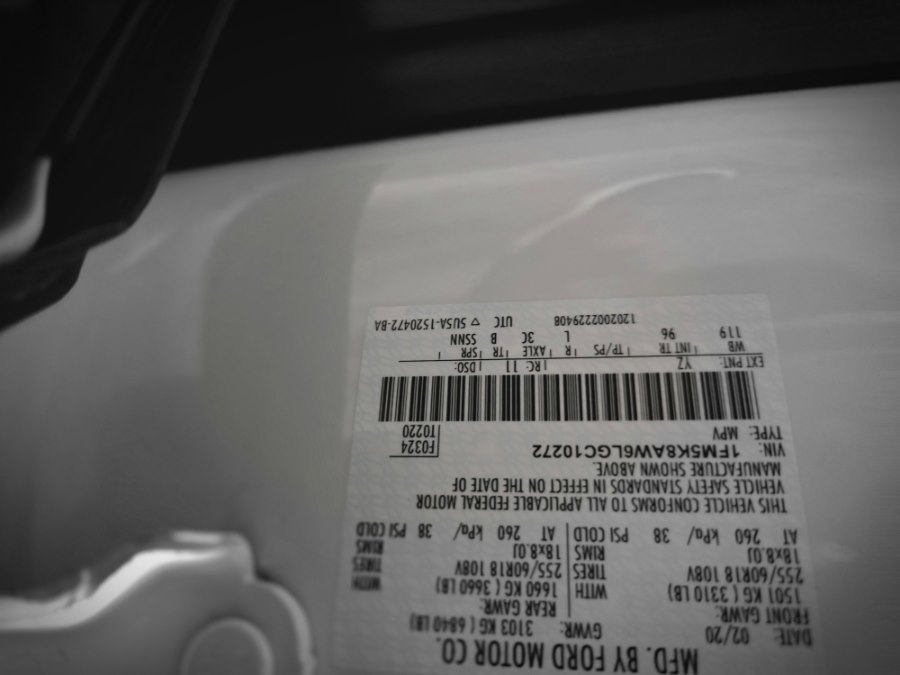 MFD. BY FORD MOTOR CO.
DATE: 02/20 GVWR: 3103 KG ( 6840 LB)
FRONT GAWR: REAR GAWR:
1501 KG ( 3310 LB) WITH 1660 KG ( 3660 LB) WITH
255/60R18 108V TIRES 255/60R18 108V TIRES
18x8.0J RIMS 18x8.0J RIMS
AT 260 kPa/ 38 PSI COLD AT 260 kPa/ 38 PSI COLD
THIS VEHICLE CONFORMS TO ALL APPLICABLE FEDERAL MOTOR
VEHICLE SAFETY STANDARDS IN EFFECT ON THE DATE OF
MANUFACTURE SHOWN ABOVE.
VIN: 1FM5K8AW6LGC10272 F0324
TYPE: MPV T0220
EXT PNT: YZ RC: 11 DSO:
WB INT TR TP/PS R AXLE TR SPR
119 96 L 3C B SSNN
120200222229408 UTC ▽ 5USA-1520472-BA